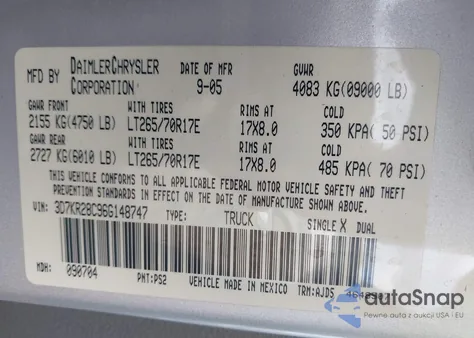 MFD BY DAIMLERCHRYSLER CORPORATION DATE OF MFR 9-05 GVWR 4083 KG(09000 LB)
GAWR FRONT WITH TIRES RIMS AT COLD
2155 KG(4750 LB) LT265/70R17E 17X8.0 350 KPA( 50 PSI)
GAWR REAR WITH TIRES RIMS AT COLD
2727 KG(6010 LB) LT265/70R17E 17X8.0 485 KPA( 70 PSI)
THIS VEHICLE CONFORMS TO ALL APPLICABLE FEDERAL MOTOR VEHICLE SAFETY AND THEFT
PREVENTION STANDARDS IN EFFECT ON THE DATE OF MANUFACTURE SHOWN ABOVE.
VIN: 3D7KR28C96G148747 TYPE: TRUCK SINGLE X DUAL
MDH: 090704 PNT:PS2 VEHICLE MADE IN MEXICO TRM:AJD5
autaSnap
Pewne auta z aukcji USA i EU